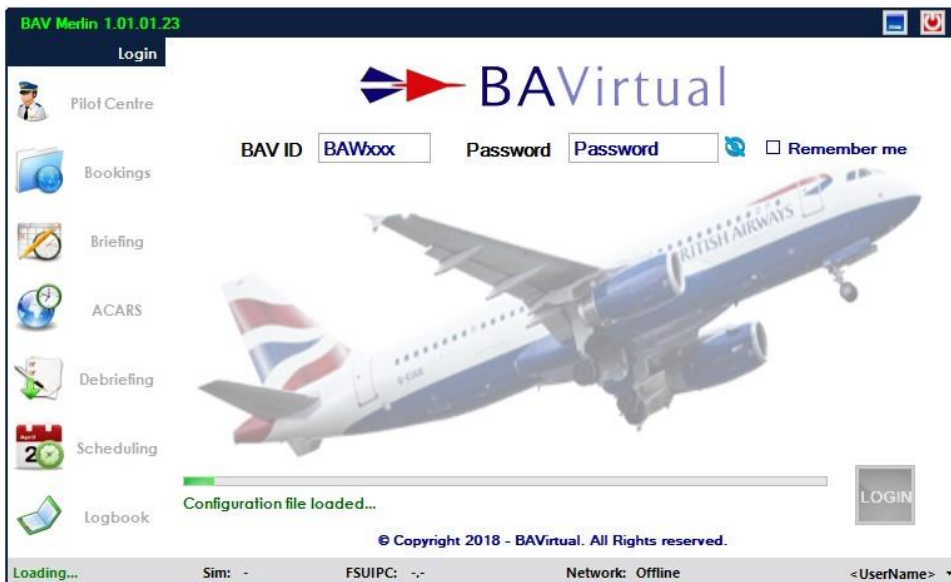 BAV Merlin 1.01.01.23
Login
Pilot Centre
Bookings
Briefing
ACARS
Debriefing
April
2
Scheduling
Logbook
BAVirtual
BAV ID BAWxxx Password Password Remember me
BRITISH AIRWAYS
Configuration file loaded...
LOGIN
© Copyright 2018 - BAVirtual. All Rights reserved.
Loading... Sim: - FSUIPC: -.- Network: Offline <UserName>